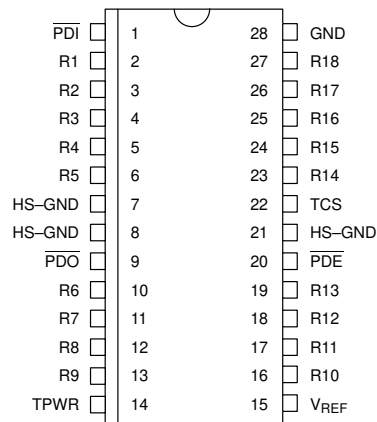 PDI 1 28 GND
R1 2 27 R18
R2 3 26 R17
R3 4 25 R16
R4 5 24 R15
R5 6 23 R14
HS–GND 7 22 TCS
HS–GND 8 21 HS–GND
PDO 9 20 PDE
R6 10 19 R13
R7 11 18 R12
R8 12 17 R11
R9 13 16 R10
TPWR 14 15 VREF